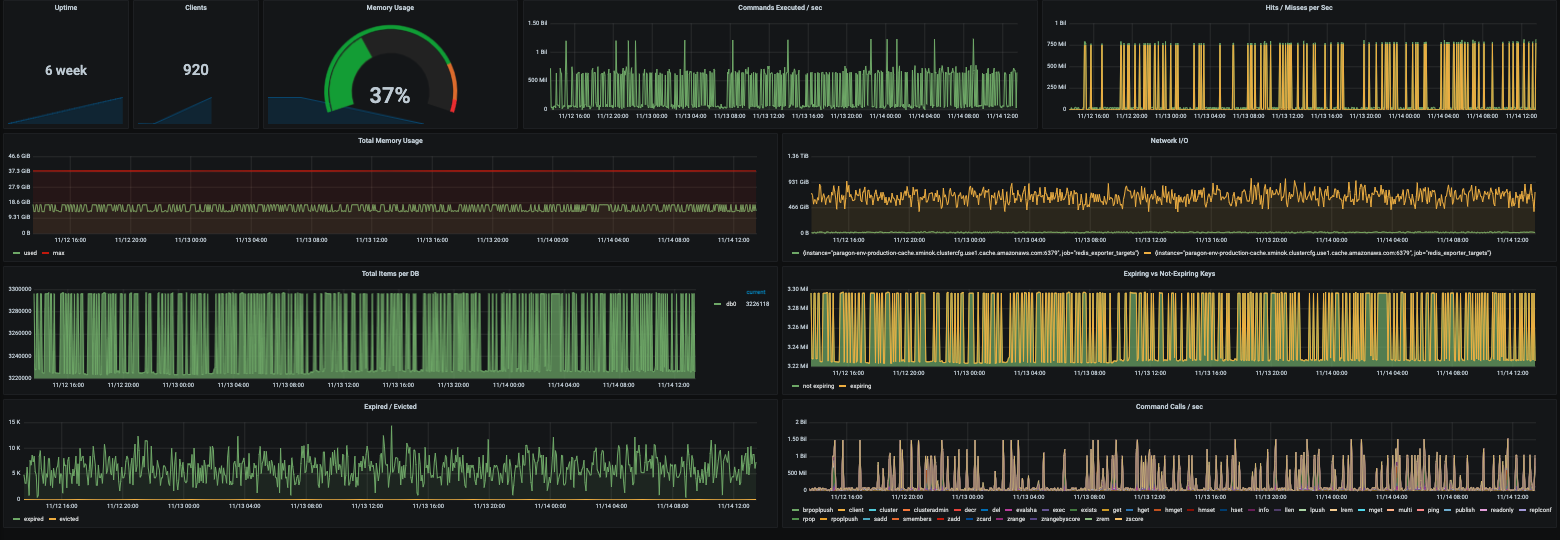 Uptime
6 week
Clients
920
Memory Usage
37%
Commands Executed / sec
1.50 Bil
1 Bil
500 Mil
0
11/12 16:00 11/12 20:00 11/13 00:00 11/13 04:00 11/13 08:00 11/13 12:00 11/13 16:00 11/13 20:00 11/14 00:00 11/14 04:00 11/14 08:00 11/14 12:00
Hits / Misses per Sec
1 Bil
750 Mil
500 Mil
250 Mil
0
11/12 16:00 11/12 20:00 11/13 00:00 11/13 04:00 11/13 08:00 11/13 12:00 11/13 16:00 11/13 20:00 11/14 00:00 11/14 04:00 11/14 08:00 11/14 12:00
Total Memory Usage
46.6 GiB
37.3 GiB
27.9 GiB
18.6 GiB
9.31 GiB
0 B
11/12 16:00 11/12 20:00 11/13 00:00 11/13 04:00 11/13 08:00 11/13 12:00 11/13 16:00 11/13 20:00 11/14 00:00 11/14 04:00 11/14 08:00 11/14 12:00
used max
Network I/O
1.36 TiB
931 GiB
466 GiB
0 B
11/12 16:00 11/12 20:00 11/13 00:00 11/13 04:00 11/13 08:00 11/13 12:00 11/13 16:00 11/13 20:00 11/14 00:00 11/14 04:00 11/14 08:00 11/14 12:00
{instance="paragon-env-production-cache.xminok.clustercfg.use1.cache.amazonaws.com:6379", job="redis_exporter_targets"} {instance="paragon-env-production-cache.xminok.clustercfg.use1.cache.amazonaws.com:6379", job="redis_exporter_targets"}
Total Items per DB
3300000
3280000
3260000
3240000
3220000
11/12 16:00 11/12 20:00 11/13 00:00 11/13 04:00 11/13 08:00 11/13 12:00 11/13 16:00 11/13 20:00 11/14 00:00 11/14 04:00 11/14 08:00 11/14 12:00
current
db0 3226118
Expiring vs Not-Expiring Keys
3.30 Mil
3.28 Mil
3.26 Mil
3.24 Mil
3.22 Mil
11/12 16:00 11/12 20:00 11/13 00:00 11/13 04:00 11/13 08:00 11/13 12:00 11/13 16:00 11/13 20:00 11/14 00:00 11/14 04:00 11/14 08:00 11/14 12:00
not expiring expiring
Expired / Evicted
15 K
10 K
5 K
0
11/12 16:00 11/12 20:00 11/13 00:00 11/13 04:00 11/13 08:00 11/13 12:00 11/13 16:00 11/13 20:00 11/14 00:00 11/14 04:00 11/14 08:00 11/14 12:00
expired evicted
Command Calls / sec
2 Bil
1.50 Bil
1 Bil
500 Mil
0
11/12 16:00 11/12 20:00 11/13 00:00 11/13 04:00 11/13 08:00 11/13 12:00 11/13 16:00 11/13 20:00 11/14 00:00 11/14 04:00 11/14 08:00 11/14 12:00
brpoplpush client cluster clusteradmin decr del evalsha exec exists get hget hmget hmset hset info llen lpush lrem mget multi ping publish readonly replconf
rpop rpoplpush sadd smembers zadd zcard zrange zrangebyscore zrem zscore